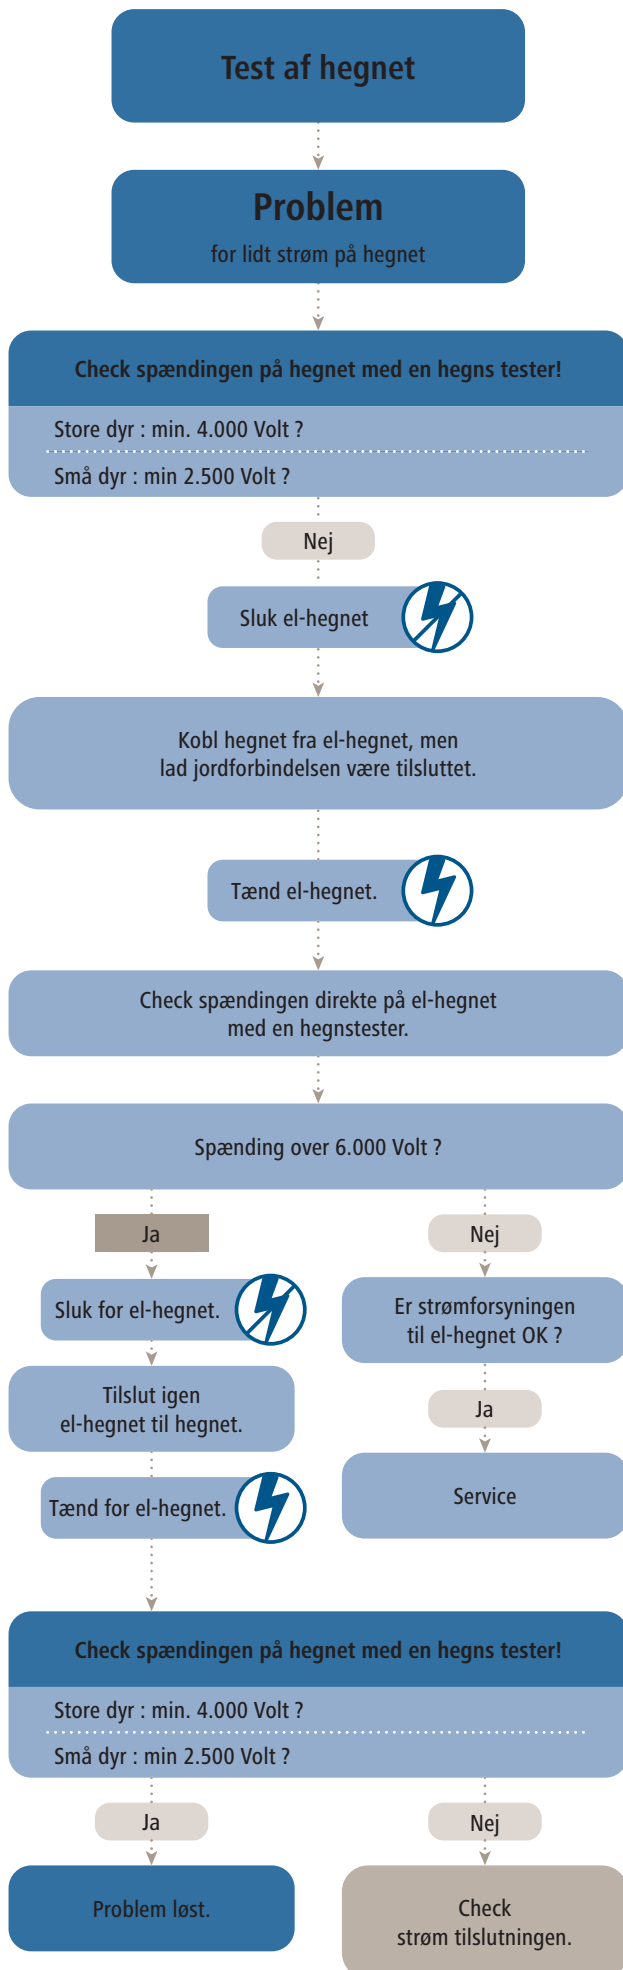 Test af hegnet
Problem
for lidt strøm på hegnet
Check spændingen på hegnet med en hegns tester!
Store dyr : min. 4.000 Volt ?
Små dyr : min 2.500 Volt ?
Nej
Sluk el-hegnet
Kobl hegnet fra el-hegnet, men
lad jordforbindelsen være tilsluttet.
Tænd el-hegnet.
Check spændingen direkte på el-hegnet
med en hegnstester.
Spænding over 6.000 Volt ?
Ja
Sluk for el-hegnet.
Tilslut igen
el-hegnet til hegnet.
Tænd for el-hegnet.
Nej
Er strømforsyningen
til el-hegnet OK ?
Ja
Service
Check spændingen på hegnet med en hegns tester!
Store dyr : min. 4.000 Volt ?
Små dyr : min 2.500 Volt ?
Ja
Problem løst.
Nej
Check
strøm tilslutningen.